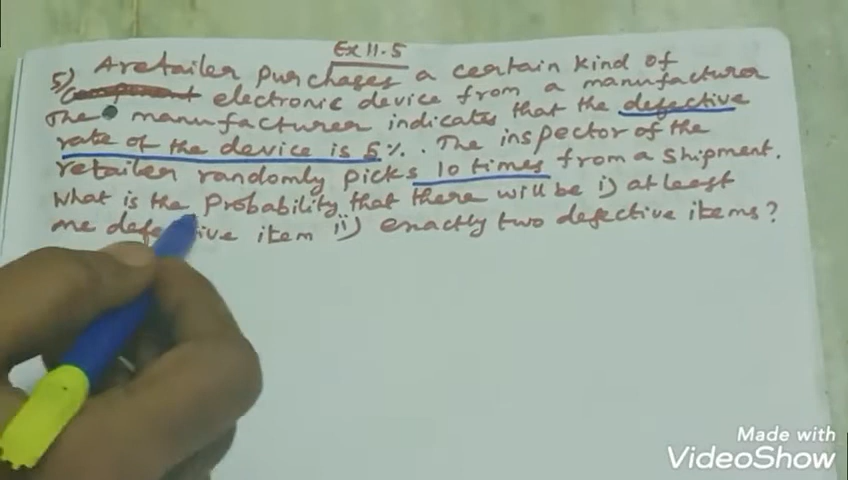 Ex 11.5
5) A retailer purchases a certain kind of
electronic device from a manufacturer
The manufacturer indicates that the defective
rate of the device is 5%. The inspector of the
retailer randomly picks 10 times from a shipment.
What is the probability that there will be i) at least
one defective item ii) exactly two defective items?
Made with
VideoShow